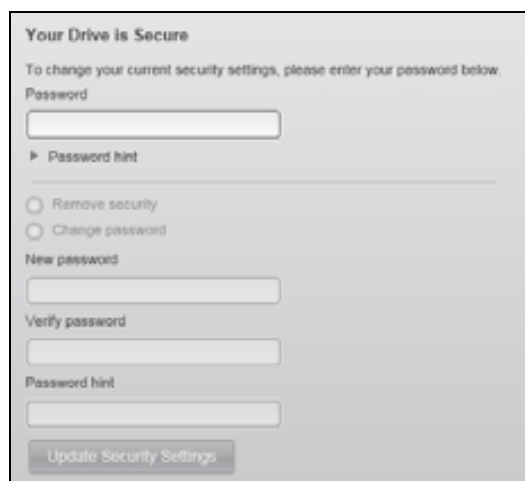 Your Drive is Secure
To change your current security settings, please enter your password below.
Password
Password hint
Remove security
Change password
New password
Verify password
Password hint
Update Security Settings